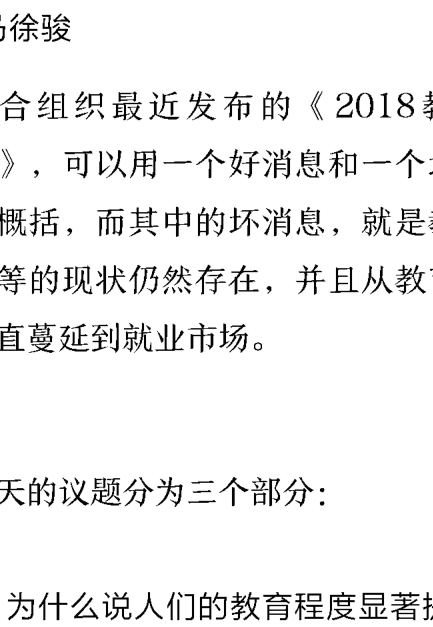 徐骏
合组织最近发布的《2018教
》，可以用一个好消息和一个
概括，而其中的坏消息，就是教
等的现状仍然存在，并且从教育
直蔓延到就业市场。
天的议题分为三个部分：
为什么说人们的教育程度显著提